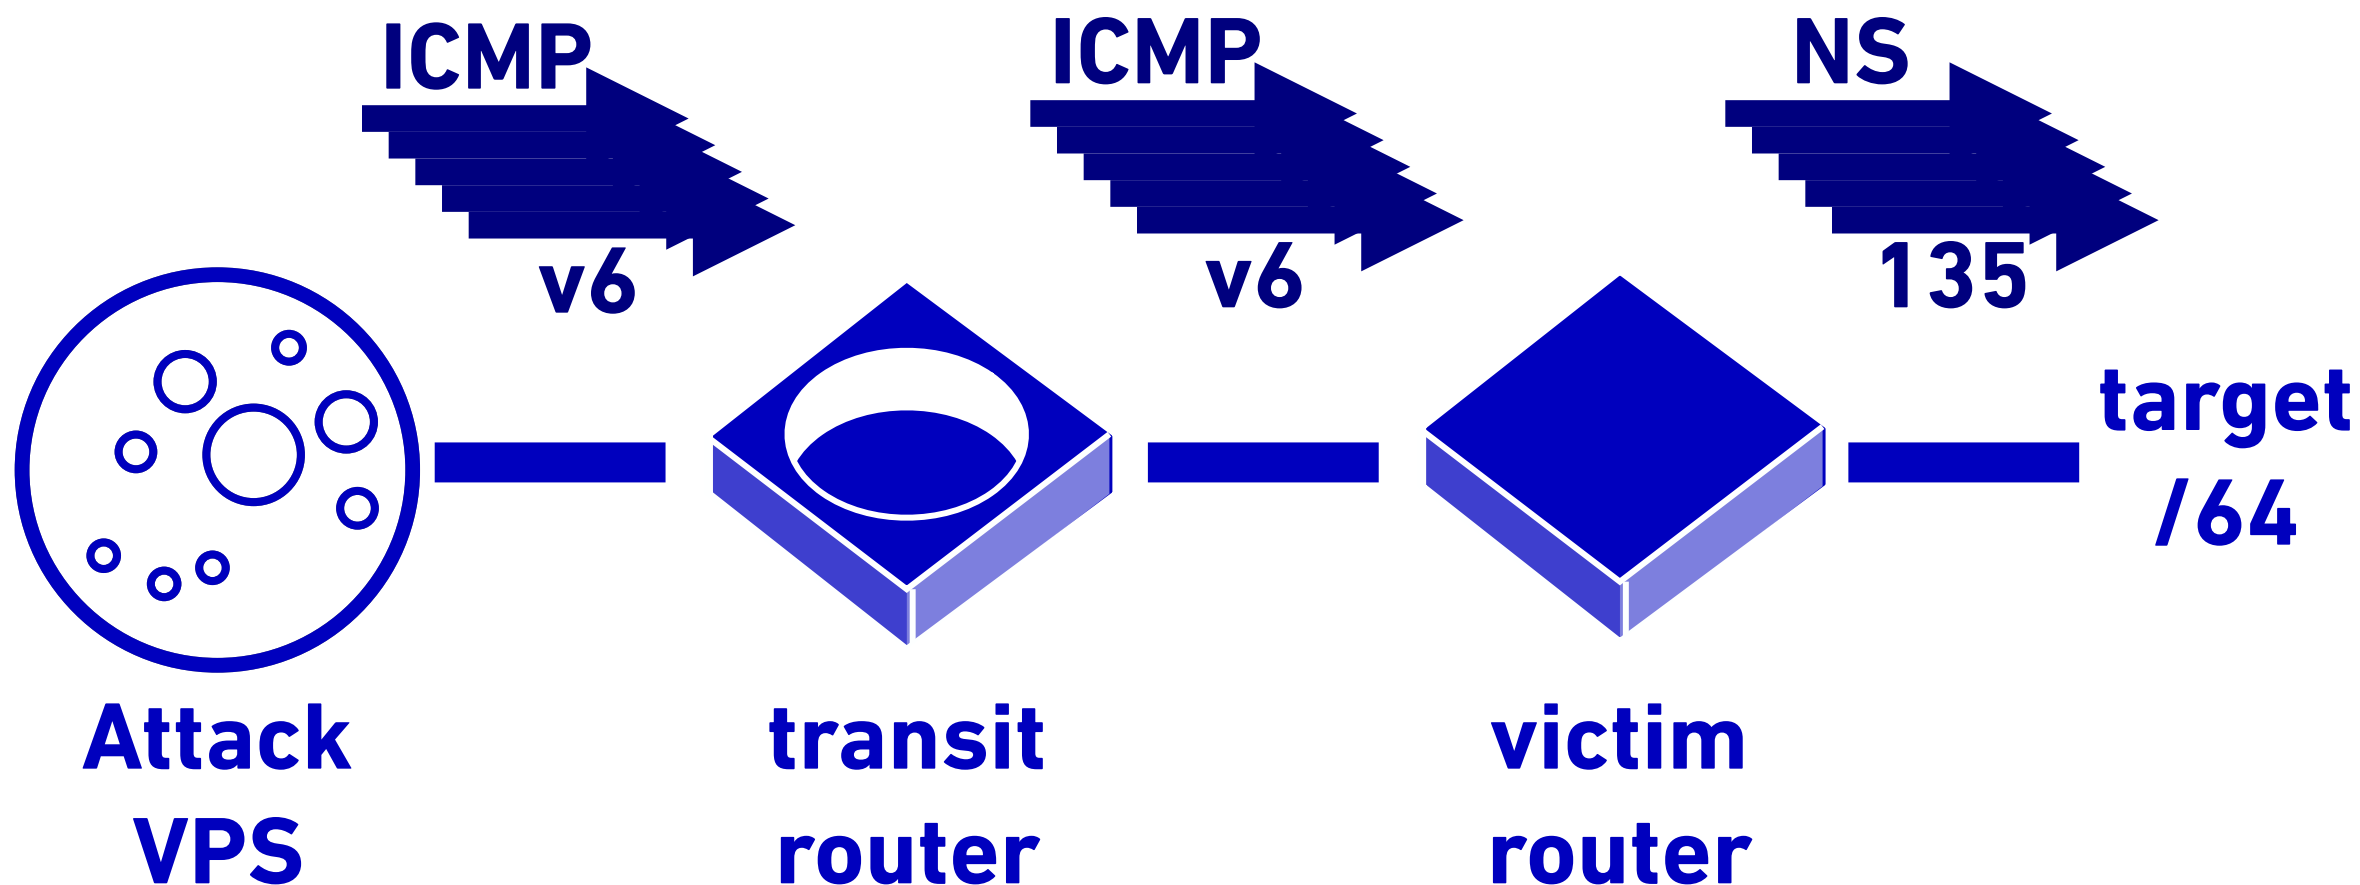 ICMP
v6
ICMP
v6
NS
135
target
/64
Attack
VPS
transit
router
victim
router